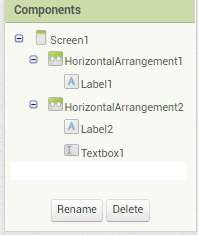 Components
Screen1
HorizontalArrangement1
Label1
HorizontalArrangement2
Label2
Textbox1
Rename Delete